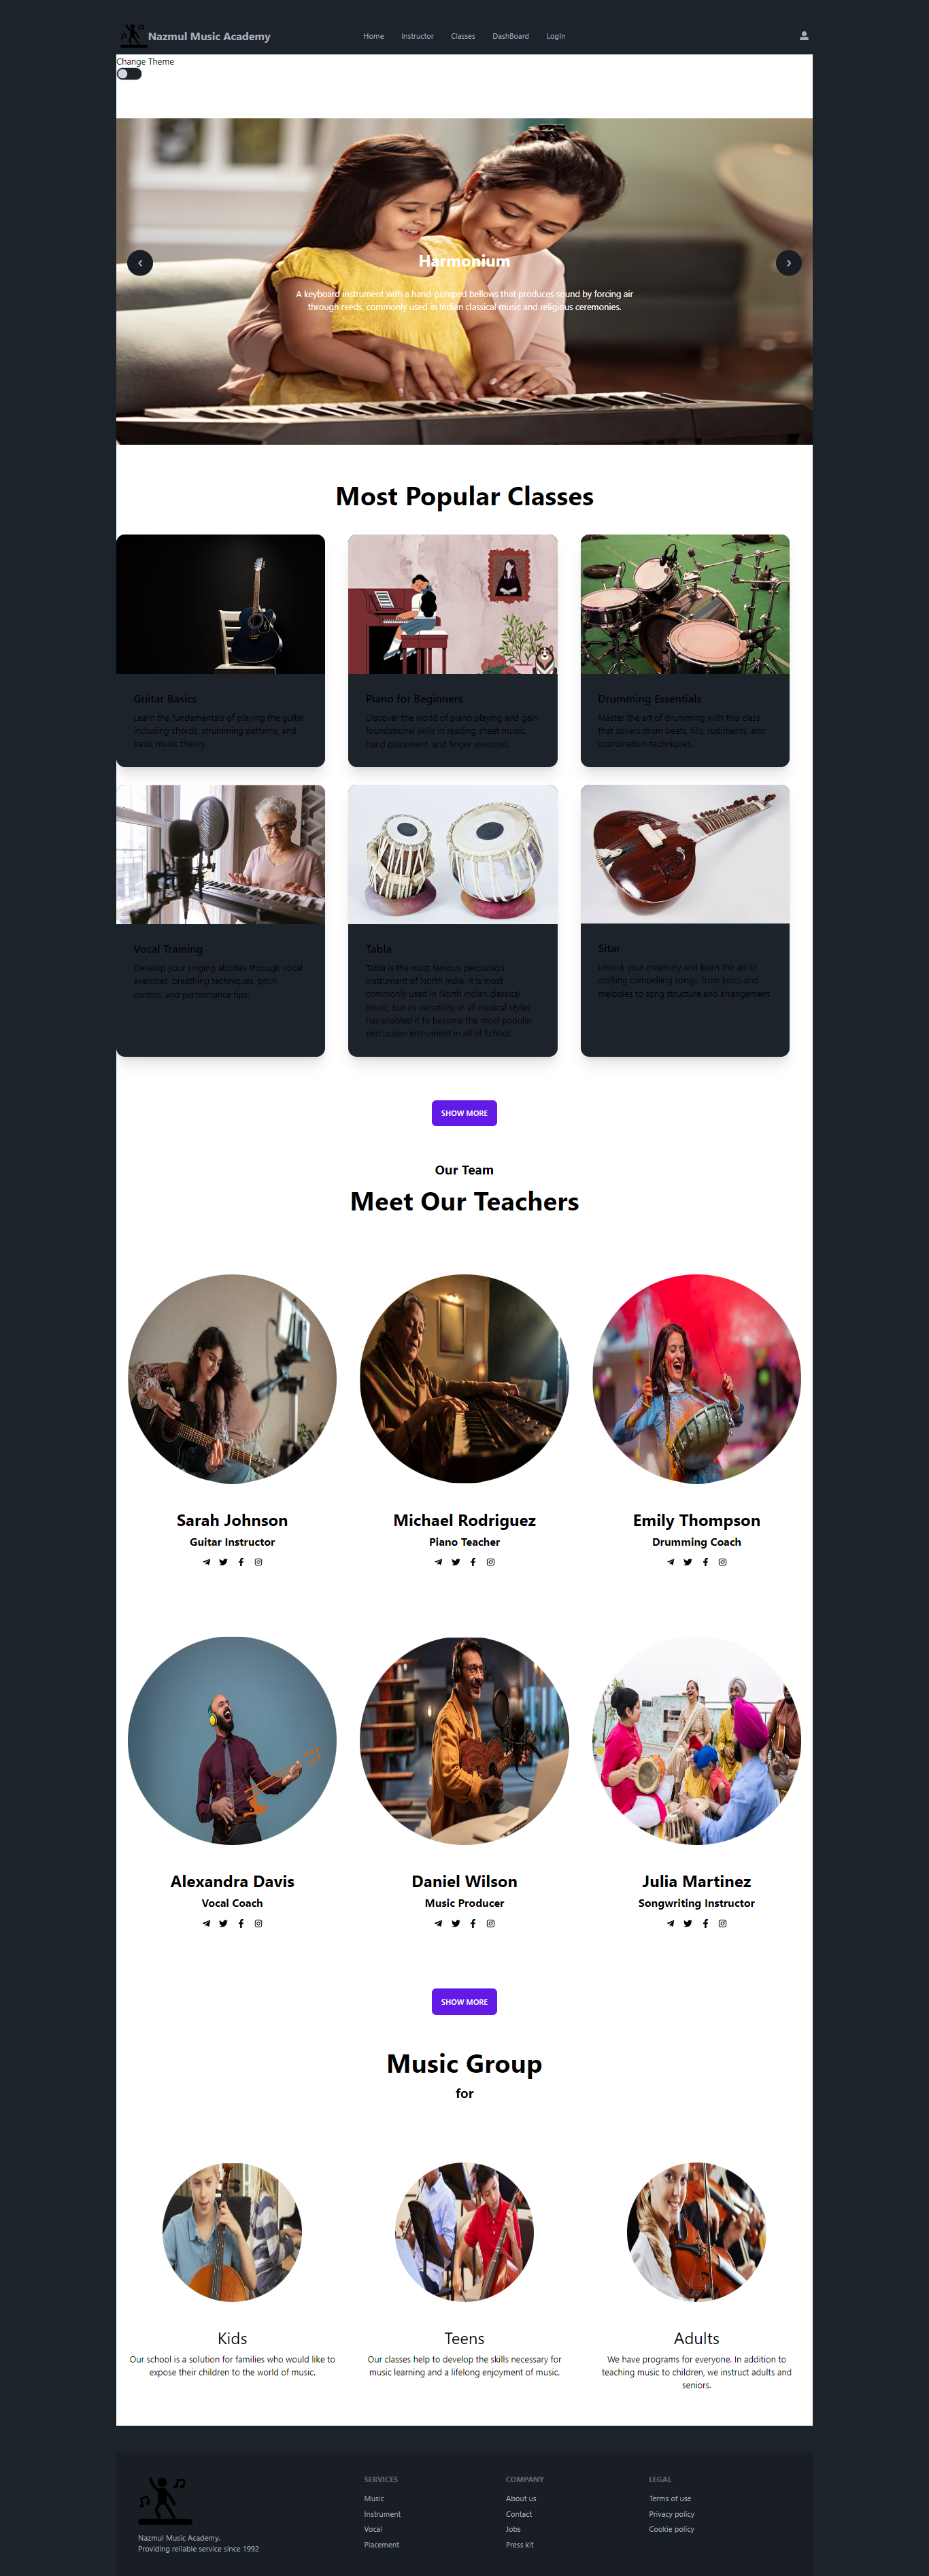 Nazmul Music Academy
Home Instructor Classes DashBoard LogIn
Change Theme
Harmonium
A keyboard instrument with a hand-pumped bellows that produces sound by forcing air
through reeds, commonly used in Indian classical music and religious ceremonies.
Most Popular Classes
Guitar Basics
Learn the fundamentals of playing the guitar,
including chords, strumming patterns, and
basic music theory.
Piano for Beginners
Discover the world of piano playing and gain
foundational skills in reading sheet music,
hand placement, and finger exercises.
Drumming Essentials
Master the art of drumming with this class
that covers drum beats, fills, rudiments, and
coordination techniques.
Vocal Training
Develop your singing abilities through vocal
exercises, breathing techniques, pitch
control, and performance tips.
Tabla
Tabla is the most famous percussion
instrument of North India. It is most
commonly used in North Indian classical
music, but its versatility in all musical styles
has enabled it to become the most popular
percussion instrument in all of School.
Sitar
Unlock your creativity and learn the art of
crafting compelling songs, from lyrics and
melodies to song structure and arrangement.
SHOW MORE
Our Team
Meet Our Teachers
Sarah Johnson
Guitar Instructor
Michael Rodriguez
Piano Teacher
Emily Thompson
Drumming Coach
Alexandra Davis
Vocal Coach
Daniel Wilson
Music Producer
Julia Martinez
Songwriting Instructor
SHOW MORE
Music Group
for
Kids
Our school is a solution for families who would like to
expose their children to the world of music.
Teens
Our classes help to develop the skills necessary for
music learning and a lifelong enjoyment of music.
Adults
We have programs for everyone. In addition to
teaching music to children, we instruct adults and
seniors.
Nazmul Music Academy.
Providing reliable service since 1992
SERVICES
Music
Instrument
Vocal
Placement
COMPANY
About us
Contact
Jobs
Press kit
LEGAL
Terms of use
Privacy policy
Cookie policy